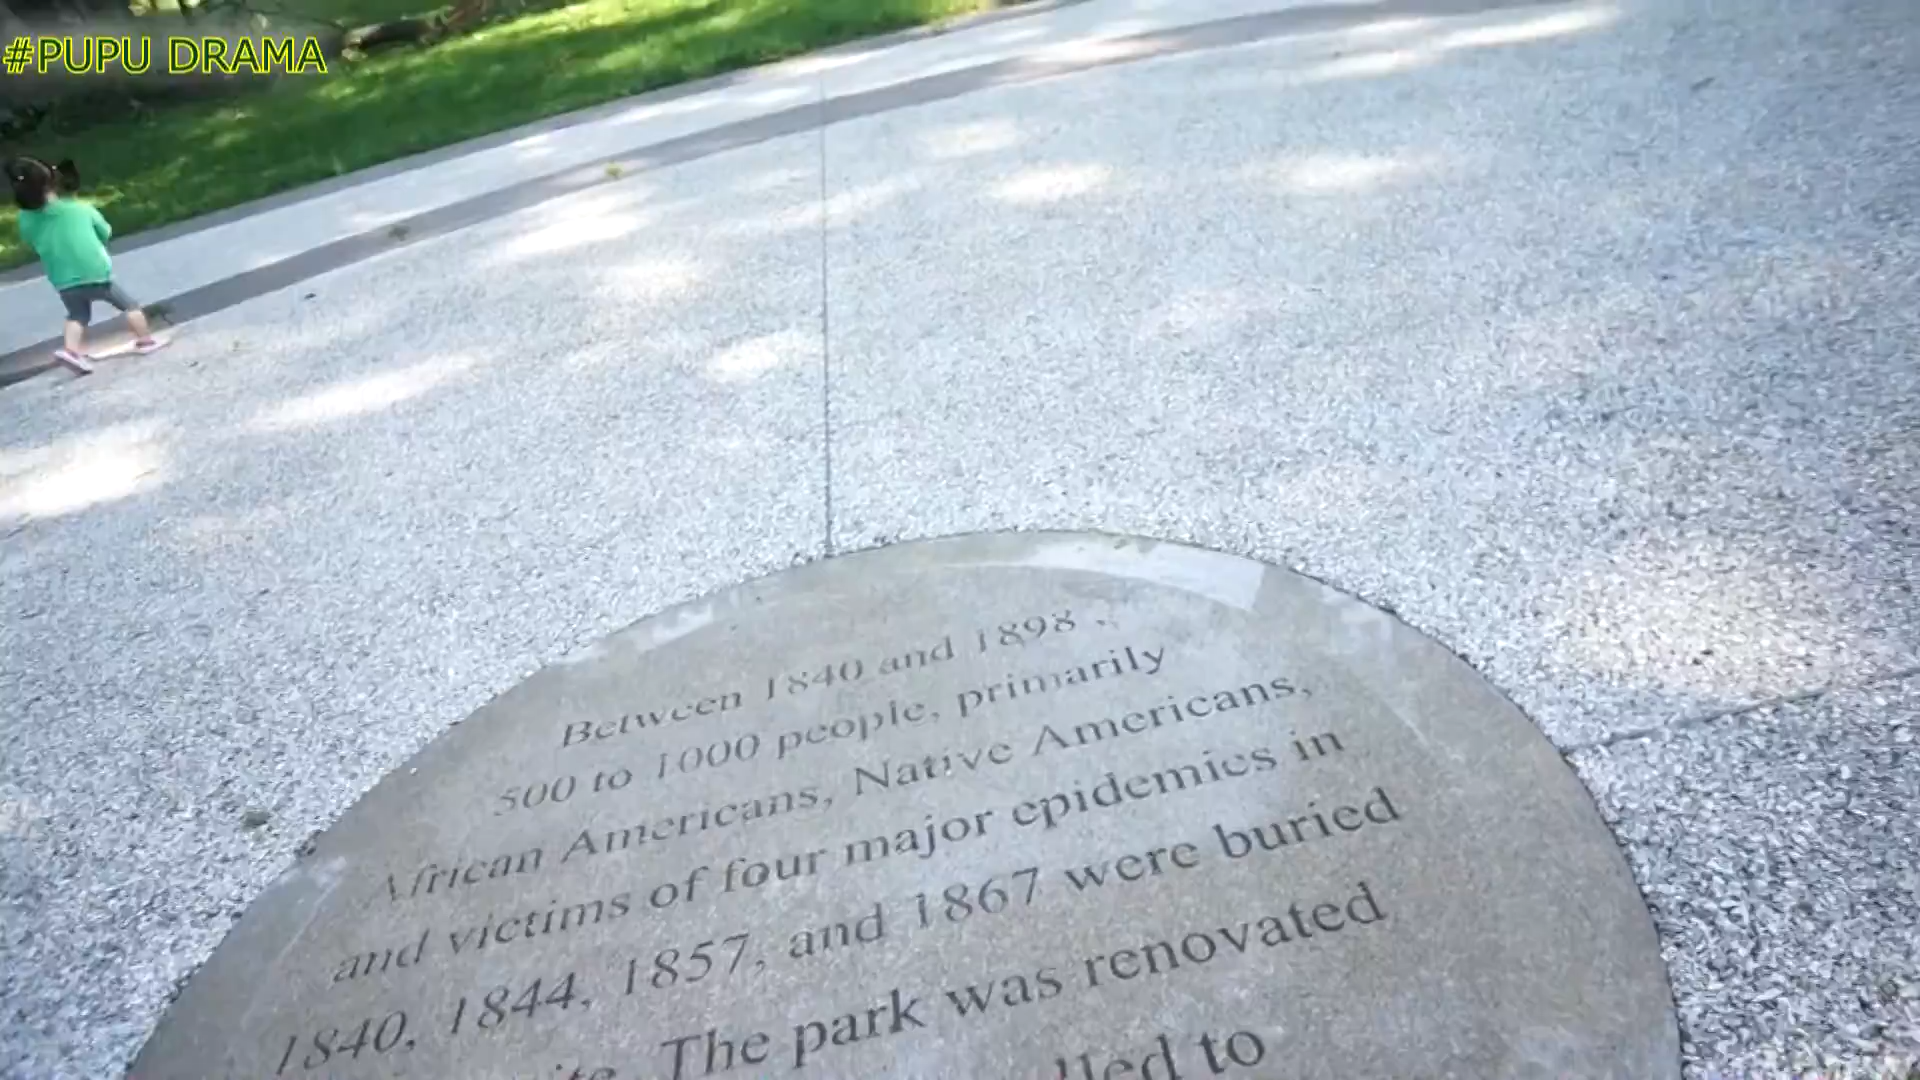 #PUPU DRAMA
Between 1840 and 1898,
500 to 1000 people, primarily
African Americans, Native Americans,
and victims of four major epidemics in
1840, 1844, 1857, and 1867 were buried
The park was renovated
to